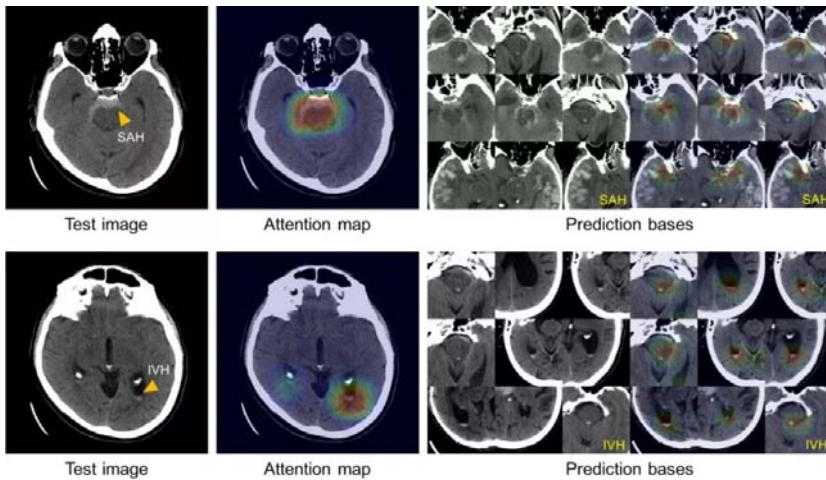 SAH
SAH
SAH
Test image
Attention map
Prediction bases
IVH
IVH
IVH
Test image
Attention map
Prediction bases